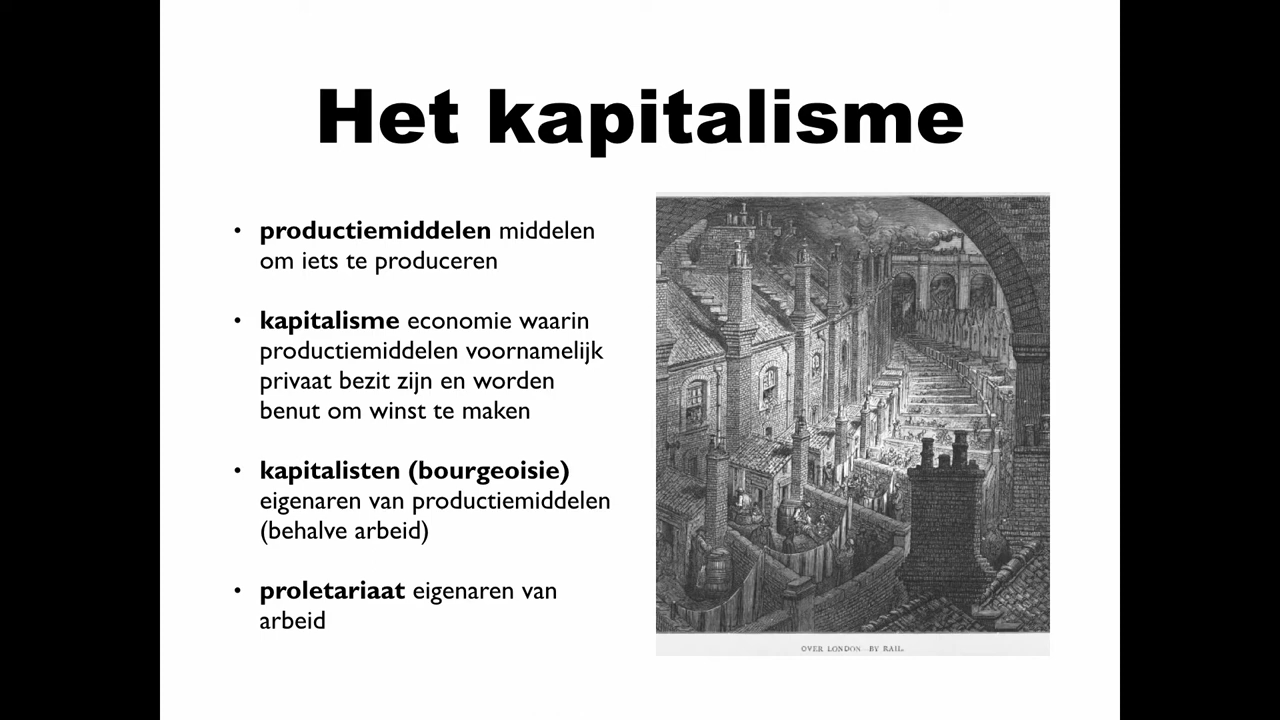 Het kapitalisme
• productiemiddelen middelen
om iets te produceren
• kapitalisme economie waarin
productiemiddelen voornamelijk
privaat bezit zijn en worden
benut om winst te maken
• kapitalisten (bourgeoisie)
eigenaren van productiemiddelen
(behalve arbeid)
• proletariaat eigenaren van
arbeid
OVER LONDON—BY RAIL.